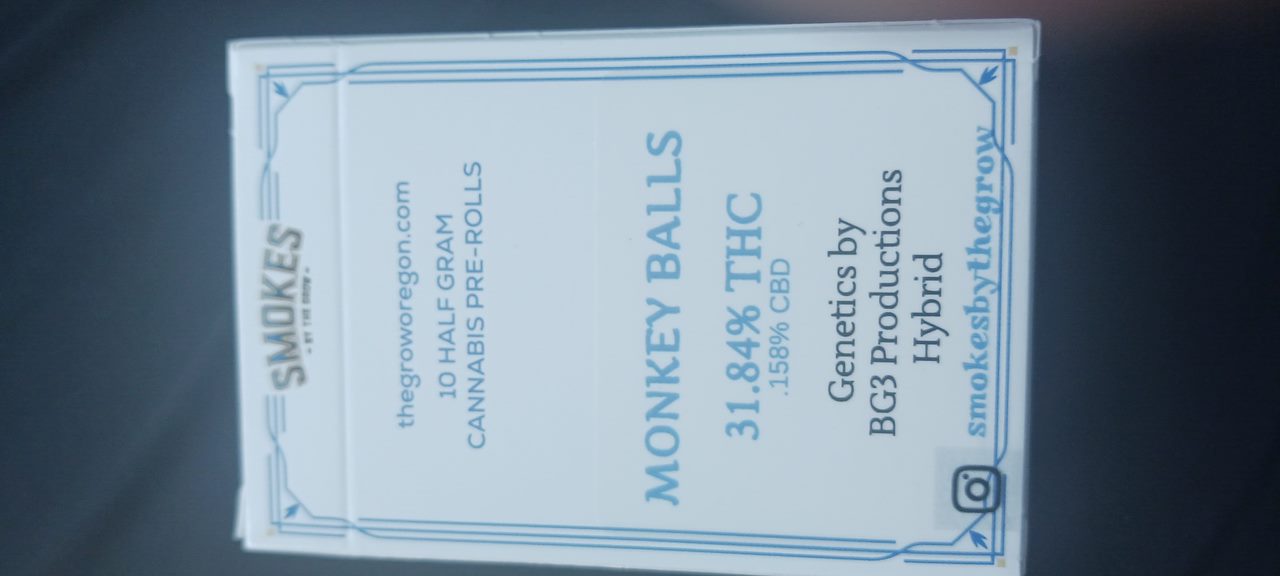 SMOKES
- BY THE GROW -
thegroworegon.com
10 HALF GRAM
CANNABIS PRE-ROLLS
MONKEY BALLS
31.84% THC
.158% CBD
Genetics by
BG3 Productions
Hybrid
smokesbythegrow